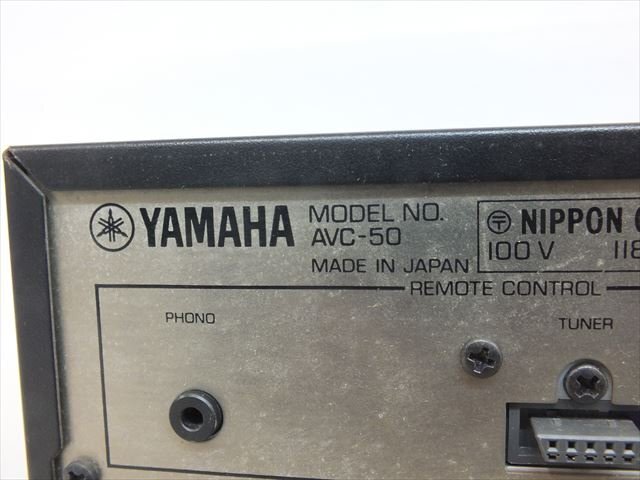 YAMAHA
MODEL NO.
AVC-50
MADE IN JAPAN
〶 NIPPON
100 V
REMOTE CONTROL
PHONO
TUNER